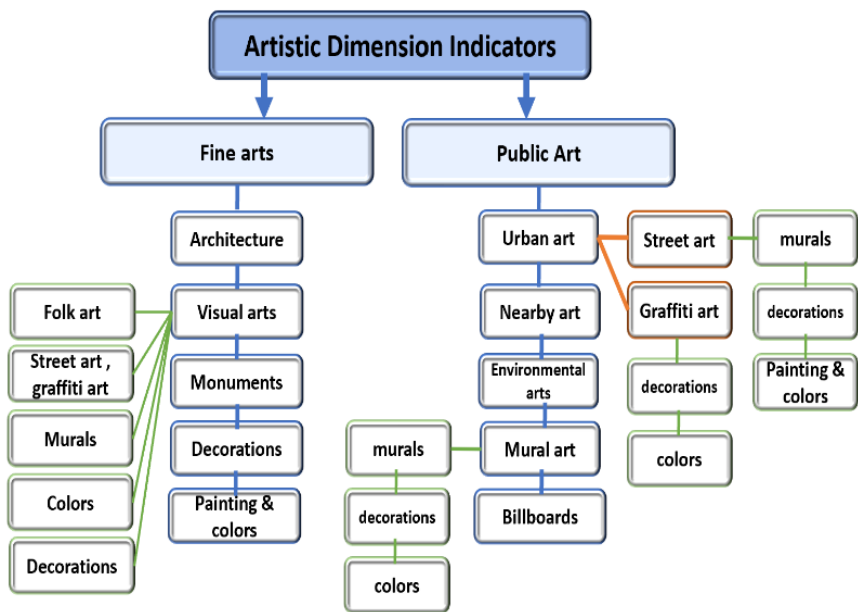 Artistic Dimension Indicators
Fine arts
Public Art
Architecture
Urban art
Street art
murals
Folk art
Visual arts
Nearby art
Graffiti art
decorations
Street art ,
graffiti art
Monuments
Environmental
arts
decorations
Painting &
colors
Murals
Decorations
murals
Mural art
colors
Colors
Painting &
colors
decorations
Billboards
Decorations
colors